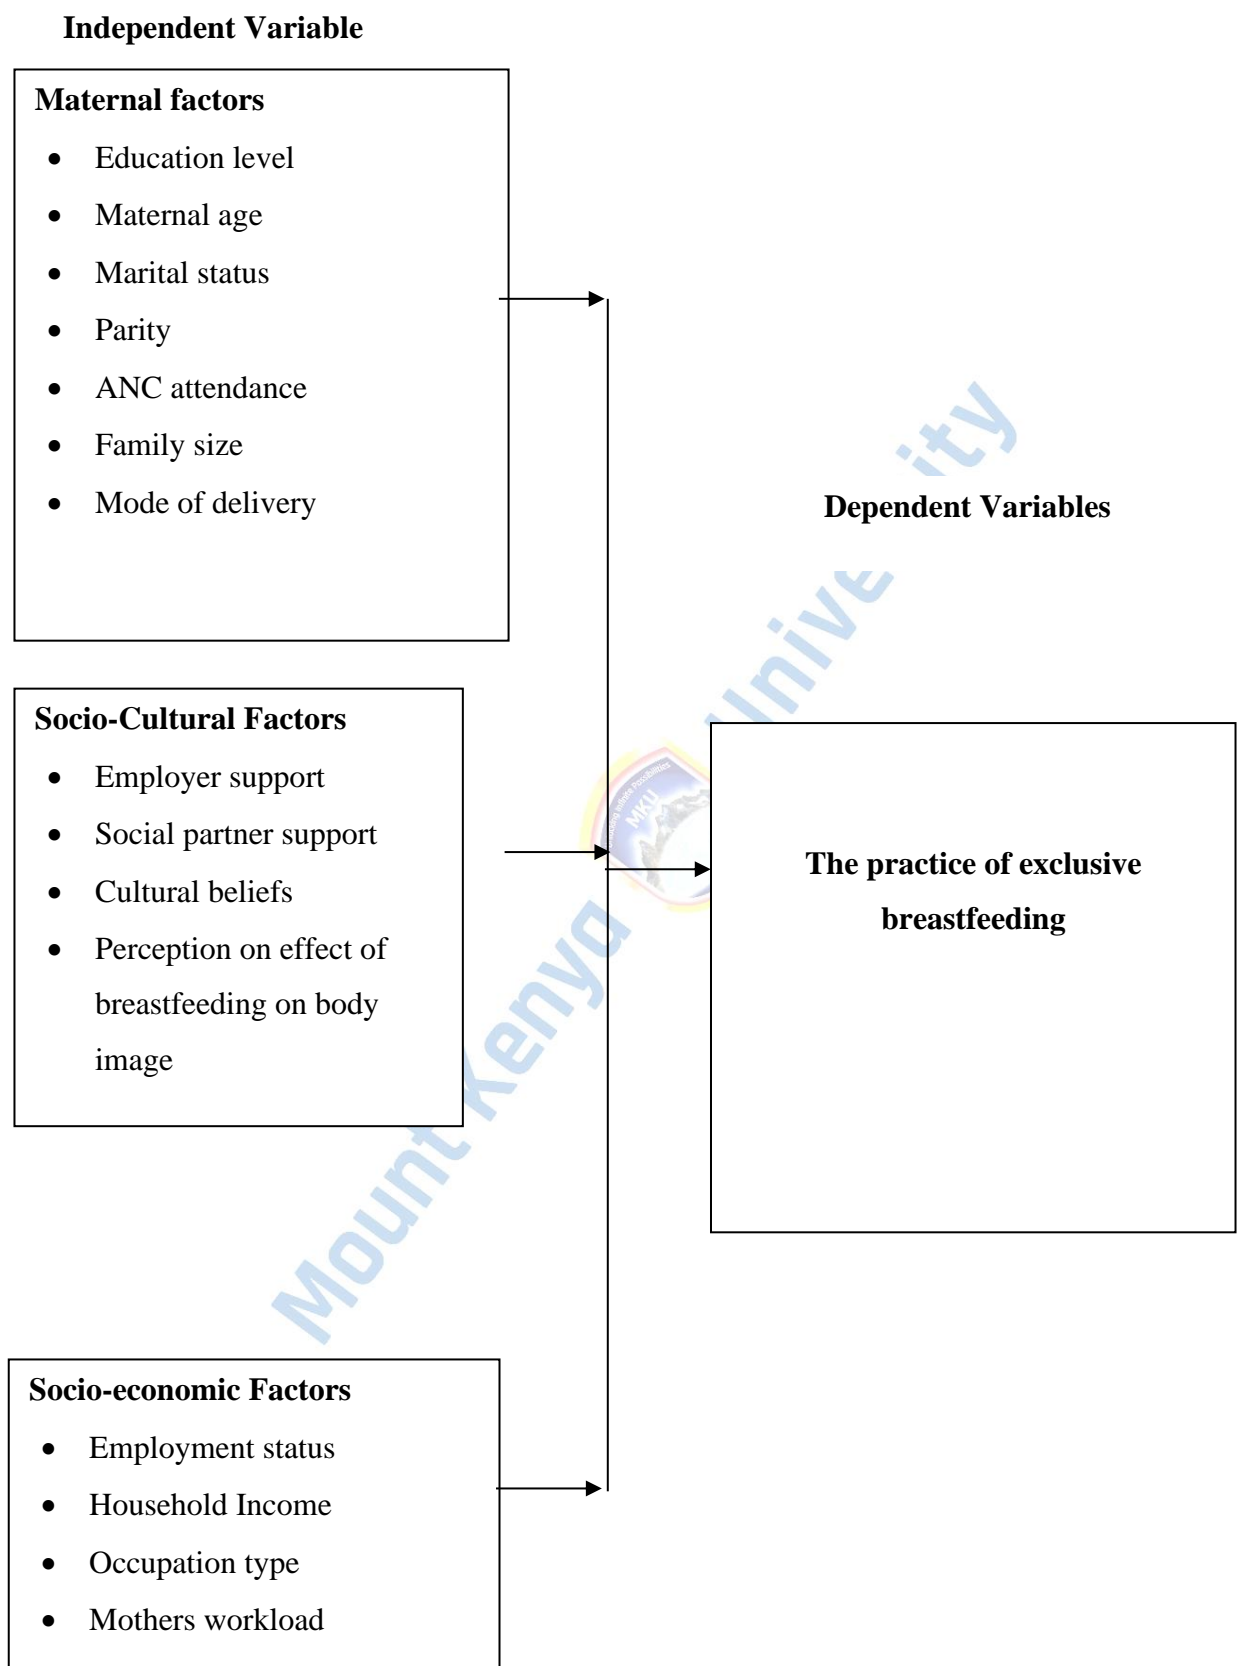 Independent Variable
Maternal factors
• Education level
• Maternal age
• Marital status
• Parity
• ANC attendance
• Family size
• Mode of delivery
Dependent Variables
Socio-Cultural Factors
• Employer support
• Social partner support
• Cultural beliefs
• Perception on effect of
breastfeeding on body
image
The practice of exclusive
breastfeeding
Socio-economic Factors
• Employment status
• Household Income
• Occupation type
• Mothers workload
Mount Kenya
MKU